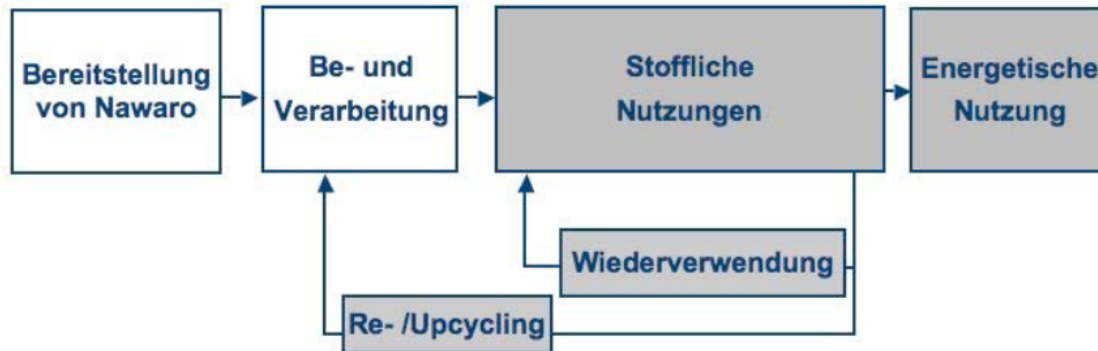 Bereitstellung
von Nawaro
Be- und
Verarbeitung
Stoffliche
Nutzungen
Energetische
Nutzung
Wiederverwendung
Re- /Upcycling